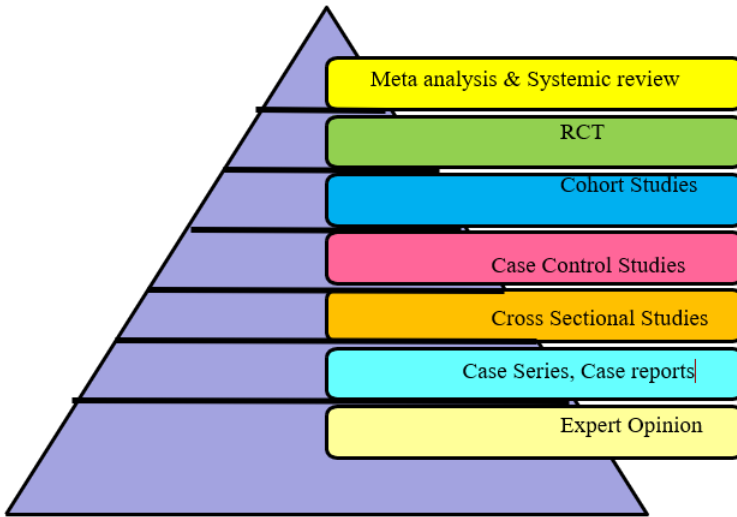 Meta analysis & Systemic review
RCT
Cohort Studies
Case Control Studies
Cross Sectional Studies
Case Series, Case reports
Expert Opinion